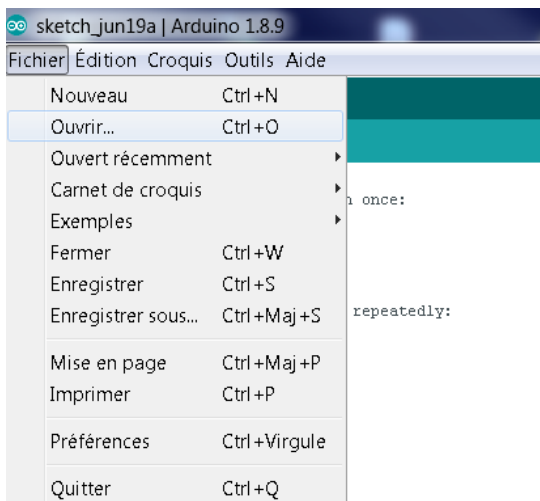 sketch_jun19a | Arduino 1.8.9
Fichier Édition Croquis Outils Aide
Nouveau Ctrl+N
Ouvrir... Ctrl+O
Ouvert récemment
Carnet de croquis
n once:
Exemples
Fermer Ctrl+W
Enregistrer Ctrl+S
Enregistrer sous... Ctrl+Maj+S
repeatedly:
Mise en page Ctrl+Maj+P
Imprimer Ctrl+P
Préférences Ctrl+Virgule
Quitter Ctrl+Q